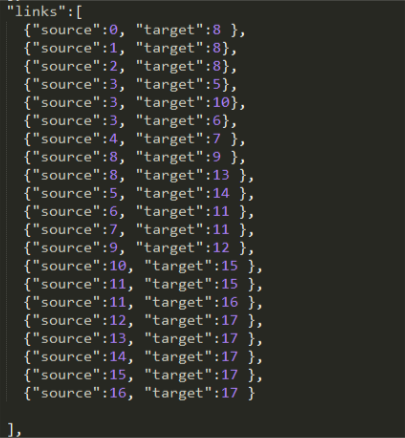 "links":[
{"source":0, "target":8 },
{"source":1, "target":8},
{"source":2, "target":8},
{"source":3, "target":5},
{"source":3, "target":10},
{"source":3, "target":6},
{"source":4, "target":7 },
{"source":8, "target":9 },
{"source":8, "target":13 },
{"source":5, "target":14 },
{"source":6, "target":11 },
{"source":7, "target":11 },
{"source":9, "target":12 },
{"source":10, "target":15 },
{"source":11, "target":15 },
{"source":11, "target":16 },
{"source":12, "target":17 },
{"source":13, "target":17 },
{"source":14, "target":17 },
{"source":15, "target":17 },
{"source":16, "target":17 }
],